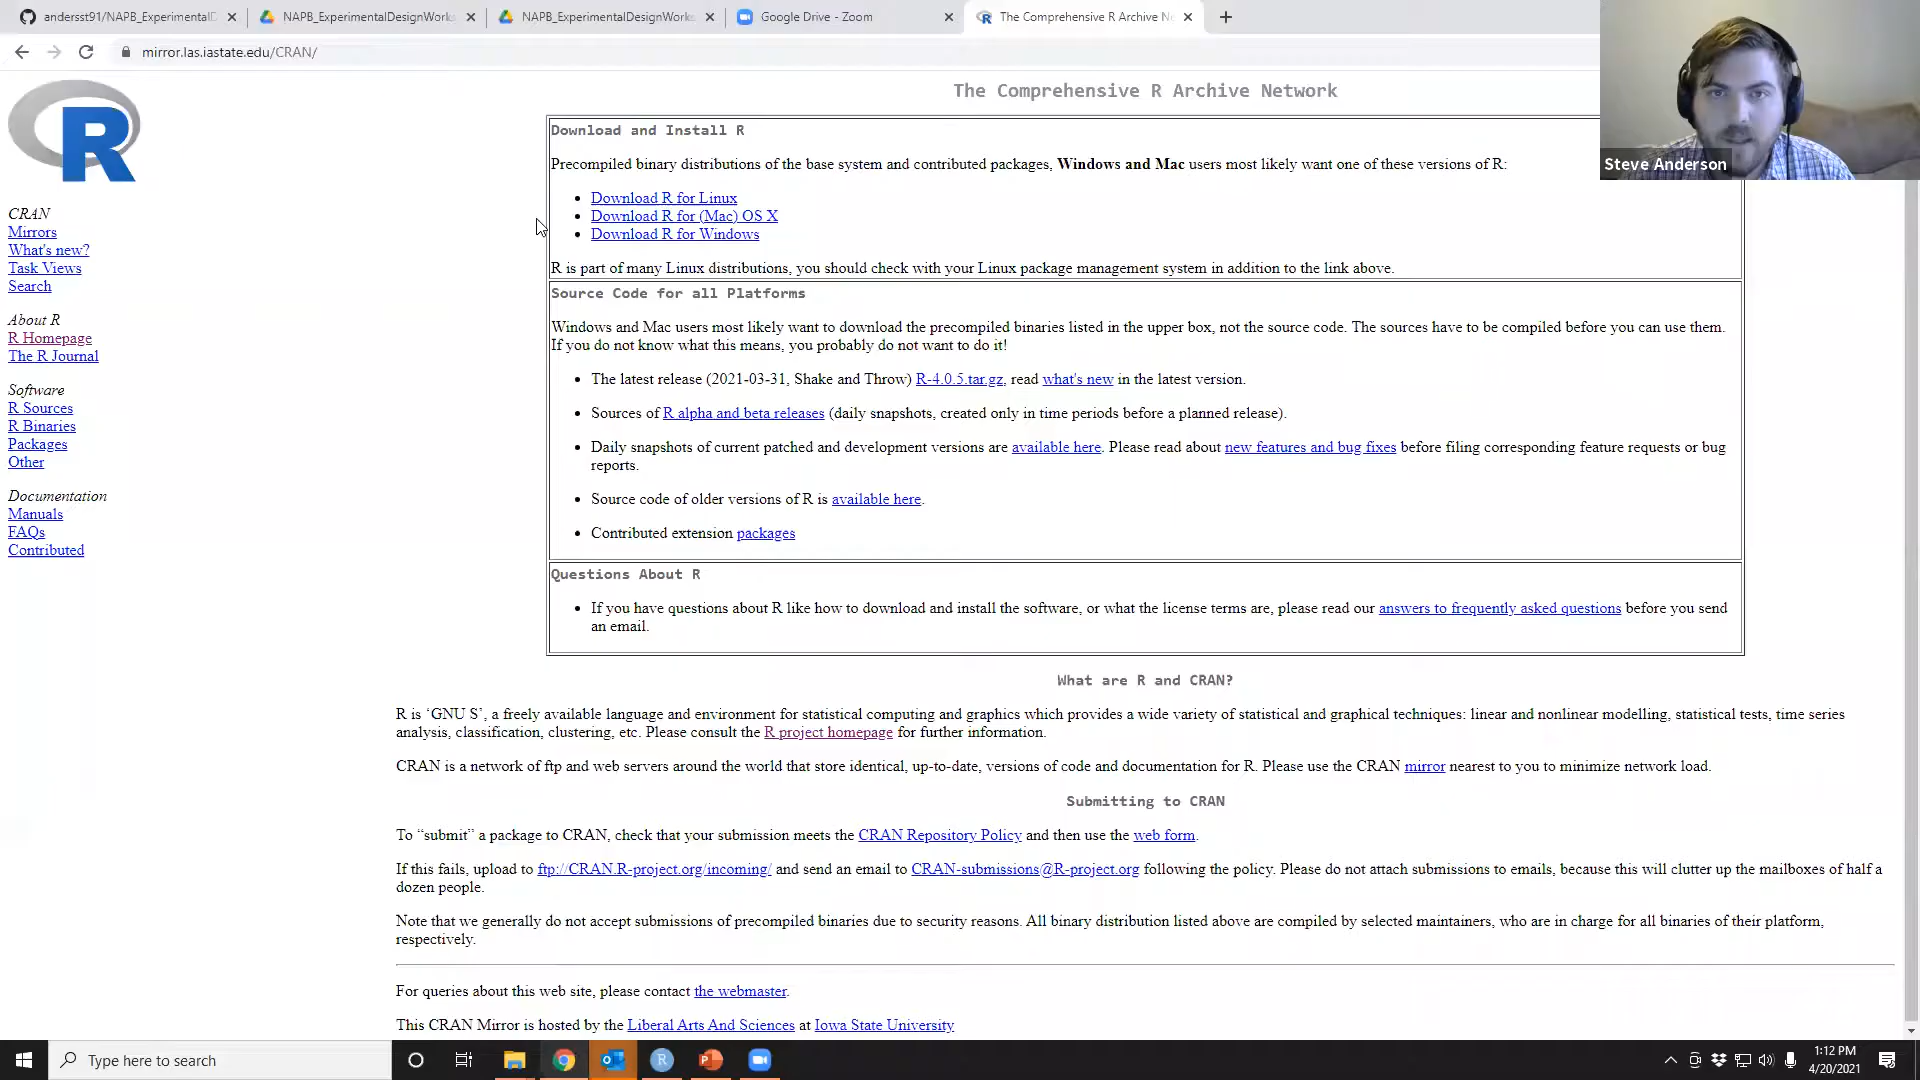 andersst91/NAPB_ExperimentalD
NAPB_ExperimentalDesignWorks
NAPB_ExperimentalDesignWorks
Google Drive - Zoom
The Comprehensive R Archive Ne
mirror.las.iastate.edu/CRAN/
R
CRAN
Mirrors
What's new?
Task Views
Search
About R
R Homepage
The R Journal
Software
R Sources
R Binaries
Packages
Other
Documentation
Manuals
FAQs
Contributed
The Comprehensive R Archive Network
Download and Install R
Precompiled binary distributions of the base system and contributed packages, Windows and Mac users most likely want one of these versions of R:
• Download R for Linux
• Download R for (Mac) OS X
• Download R for Windows
R is part of many Linux distributions, you should check with your Linux package management system in addition to the link above.
Source Code for all Platforms
Windows and Mac users most likely want to download the precompiled binaries listed in the upper box, not the source code. The sources have to be compiled before you can use them.
If you do not know what this means, you probably do not want to do it!
• The latest release (2021-03-31, Shake and Throw) R-4.0.5.tar.gz, read what's new in the latest version.
• Sources of R alpha and beta releases (daily snapshots, created only in time periods before a planned release).
• Daily snapshots of current patched and development versions are available here. Please read about new features and bug fixes before filing corresponding feature requests or bug
reports.
• Source code of older versions of R is available here.
• Contributed extension packages
Questions About R
• If you have questions about R like how to download and install the software, or what the license terms are, please read our answers to frequently asked questions before you send
an email.
What are R and CRAN?
R is ‘GNU S’, a freely available language and environment for statistical computing and graphics which provides a wide variety of statistical and graphical techniques: linear and nonlinear modelling, statistical tests, time series
analysis, classification, clustering, etc. Please consult the R project homepage for further information.
CRAN is a network of ftp and web servers around the world that store identical, up-to-date, versions of code and documentation for R. Please use the CRAN mirror nearest to you to minimize network load.
Submitting to CRAN
To “submit” a package to CRAN, check that your submission meets the CRAN Repository Policy and then use the web form.
If this fails, upload to ftp://CRAN.R-project.org/incoming/ and send an email to CRAN-submissions@R-project.org following the policy. Please do not attach submissions to emails, because this will clutter up the mailboxes of half a
dozen people.
Note that we generally do not accept submissions of precompiled binaries due to security reasons. All binary distribution listed above are compiled by selected maintainers, who are in charge for all binaries of their platform,
respectively.
For queries about this web site, please contact the webmaster.
This CRAN Mirror is hosted by the Liberal Arts And Sciences at Iowa State University
Steve Anderson
Type here to search
1:12 PM
4/20/2021